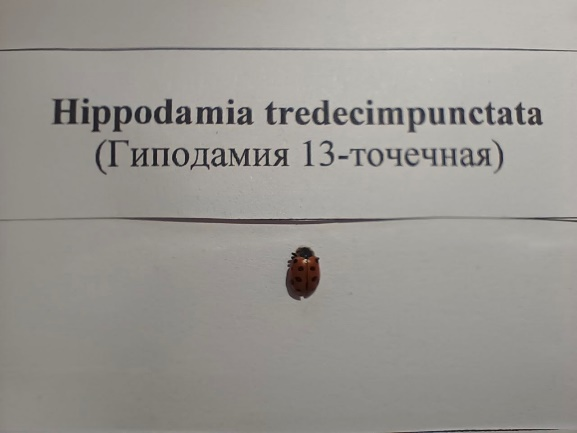 Hippodamia tredecimpunctata
(Гиподамия 13-точечная)